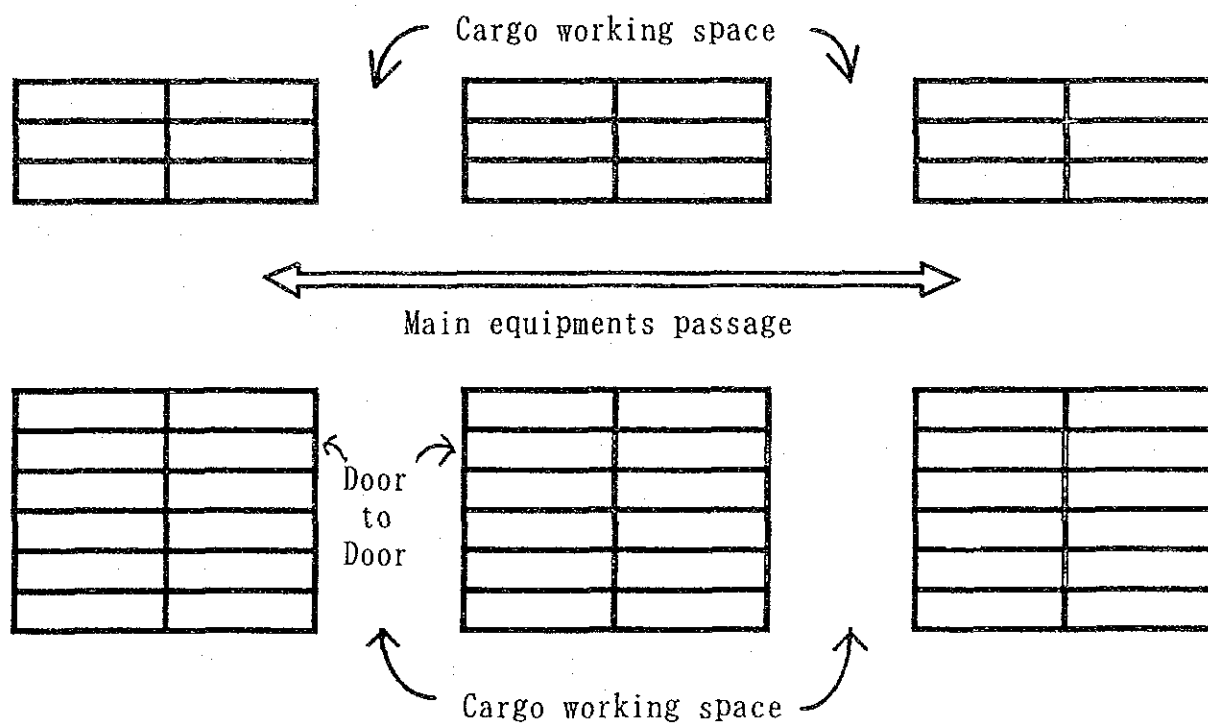 Cargo working space
Main equipments passage
Door
to
Door
Cargo working space